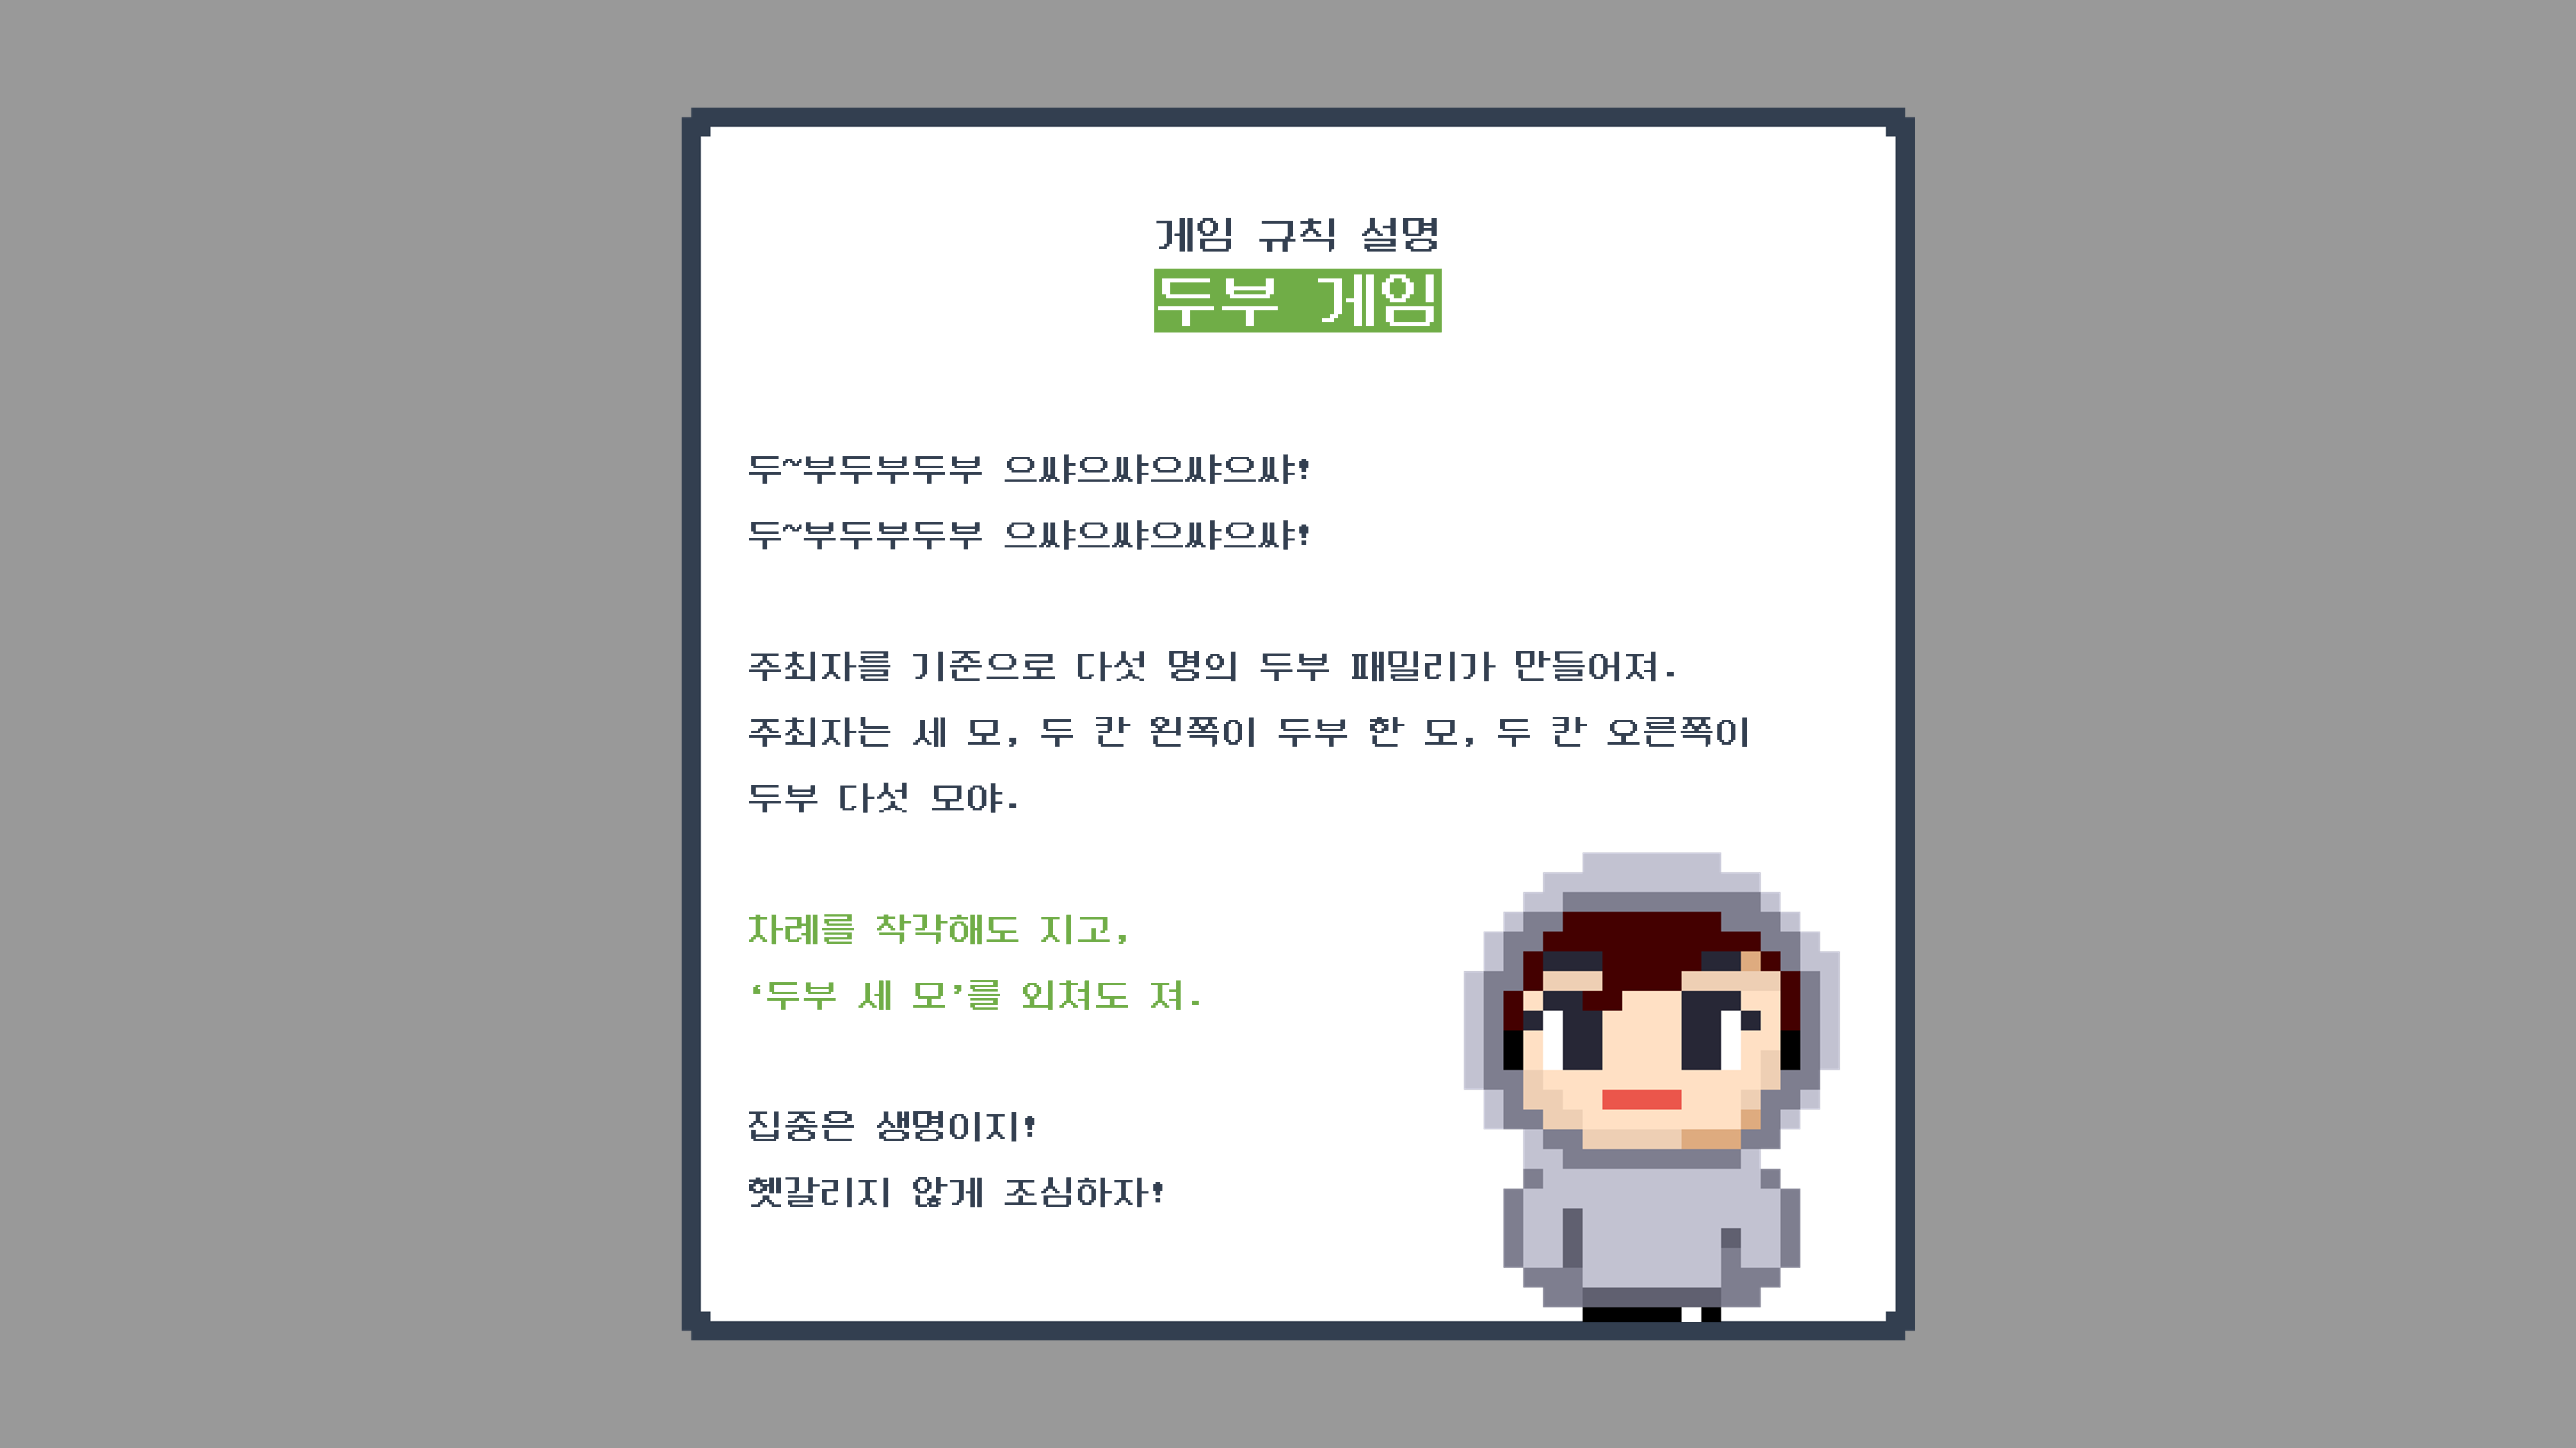 게임 규칙 설명
두부 게임
두~부두부두부 으쌰으쌰으쌰으쌰!
두~부두부두부 으쌰으쌰으쌰으쌰!
주최자를 기준으로 다섯 명의 두부 패밀리가 만들어져.
주최자는 세 모, 두 칸 왼쪽이 두부 한 모, 두 칸 오른쪽이
두부 다섯 모야.
차례를 착각해도 지고,
‘두부 세 모’를 외쳐도 져.
집중은 생명이지!
헷갈리지 않게 조심하자!